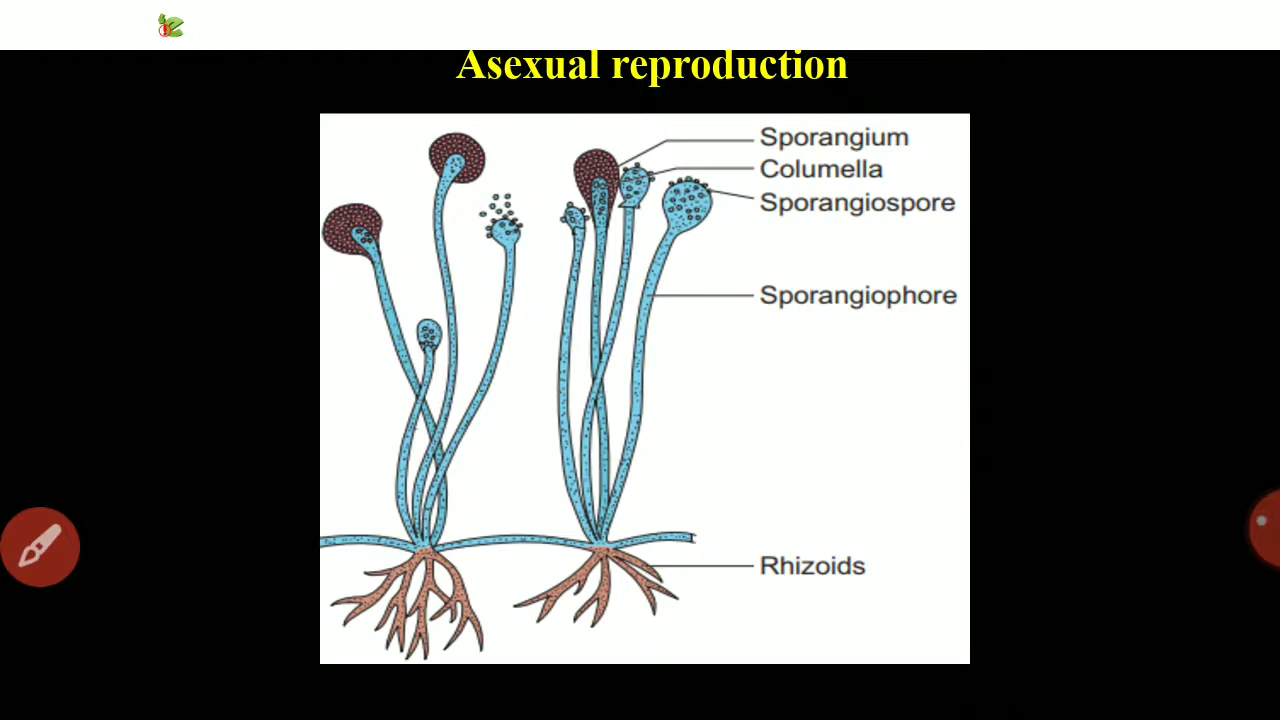 Asexual reproduction
Sporangium
Columella
Sporangiospore
Sporangiophore
Rhizoids